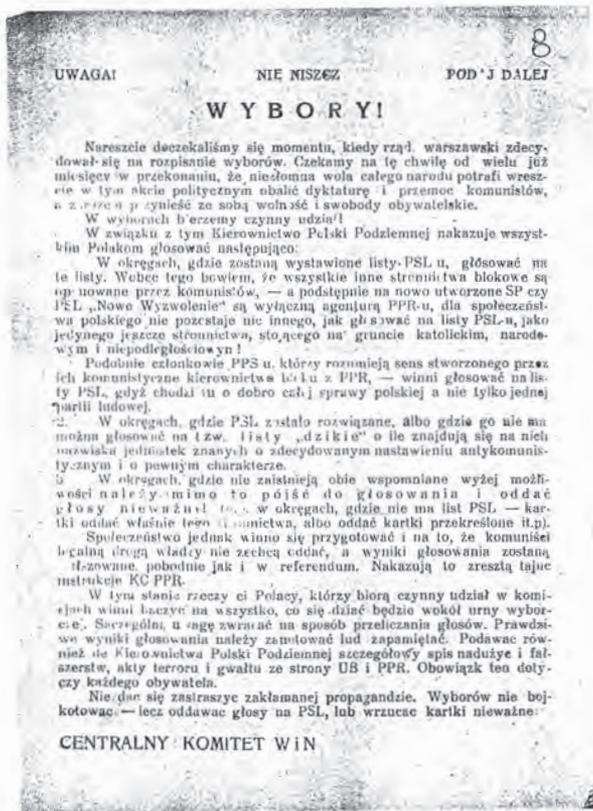 8
UWAGA! NIE NISZCZ POD'J DALEJ
WYBORY!
Nareszcie doczekaliśmy się momentu, kiedy rząd warszawski zdecy-
dował się na rozpisanie wyborów. Czekamy na tę chwilę od wielu już
miesięcy w przekonaniu, że niezłomna wola całego narodu potrafi wresz-
cie w tym akcie politycznym obalić dyktaturę i przemoc komunistów,
a zarazem przynieść ze sobą wolność i swobody obywatelskie.
W wyborach bierzemy czynny udział!
W związku z tym Kierownictwo Polski Podziemnej nakazuje wszyst-
kim Polakom głosować następująco:
W okręgach, gdzie zostaną wystawione listy PSL u, głosować na
te listy. Wobec tego bowiem, że wszystkie inne stronnictwa blokowe są
opanowane przez komunistów, — a podstępnie na nowo utworzone SP czy
PSL „Nowe Wyzwolenie" są wyłączną agenturą PPR-u, dla społeczeńst-
wa polskiego nie pozostaje nic innego, jak głosować na listy PSL-u, jako
jedynego jeszcze stronnictwa, stojącego na gruncie katolickim, narodo-
wym i niepodległościowym!
Podobnie członkowie PPS u, którzy rozumieją sens stworzonego przez
ich komunistyczne kierownictwa bloku z PPR, — winni głosować na lis-
ty PSL, gdyż chodzi tu o dobro całej sprawy polskiej a nie tylko jednej
partii ludowej.
2. W okręgach, gdzie PSL zostało rozwiązane, albo gdzie go nie ma
można głosować na tzw. listy „dzikie" o ile znajdują się na nich
nazwiska jednostek znanych o zdecydowanym nastawieniu antykomunis-
tycznym i o pewnym charakterze.
W okręgach, gdzie nie zaistnieją obie wspomniane wyżej możli-
wości należy mimo to pójść do głosowania i oddać
głosy nieważne w okręgach, gdzie nie ma list PSL — kar-
tki oddać właśnie tego stronnictwa, albo oddać kartki przekreślone it.p).
Społeczeństwo jednak winno się przygotować i na to, że komuniści
legalną drogą władzy nie zechcą oddać, a wyniki głosowania zostaną
sfałszowane, pobodnie jak i w referendum. Nakazują to zresztą tajne
instrukcje KC PPR.
W tym stanie rzeczy ci Polacy, którzy biorą czynny udział w komi-
sjach winni baczyć na wszystko, co się dziać będzie wokół urny wybor-
czej. Szczególną uwagę zwracać na sposób przeliczania głosów. Prawdzi-
we wyniki głosowania należy zanotować lud zapamiętać. Podawac rów-
nież do Kierownictwa Polski Podziemnej szczegółowy spis nadużyc i fał-
szerstw, akty terroru i gwałtu ze strony UB i PPR. Obowiązk ten doty-
czy każdego obywatela.
Nie dac się zastraszyc zakłamanej propagandzie. Wyborów nie boj-
kotowac — lecz oddawac głosy na PSL, lub wrzucac kartki nieważne.
CENTRALNY KOMITET WiN